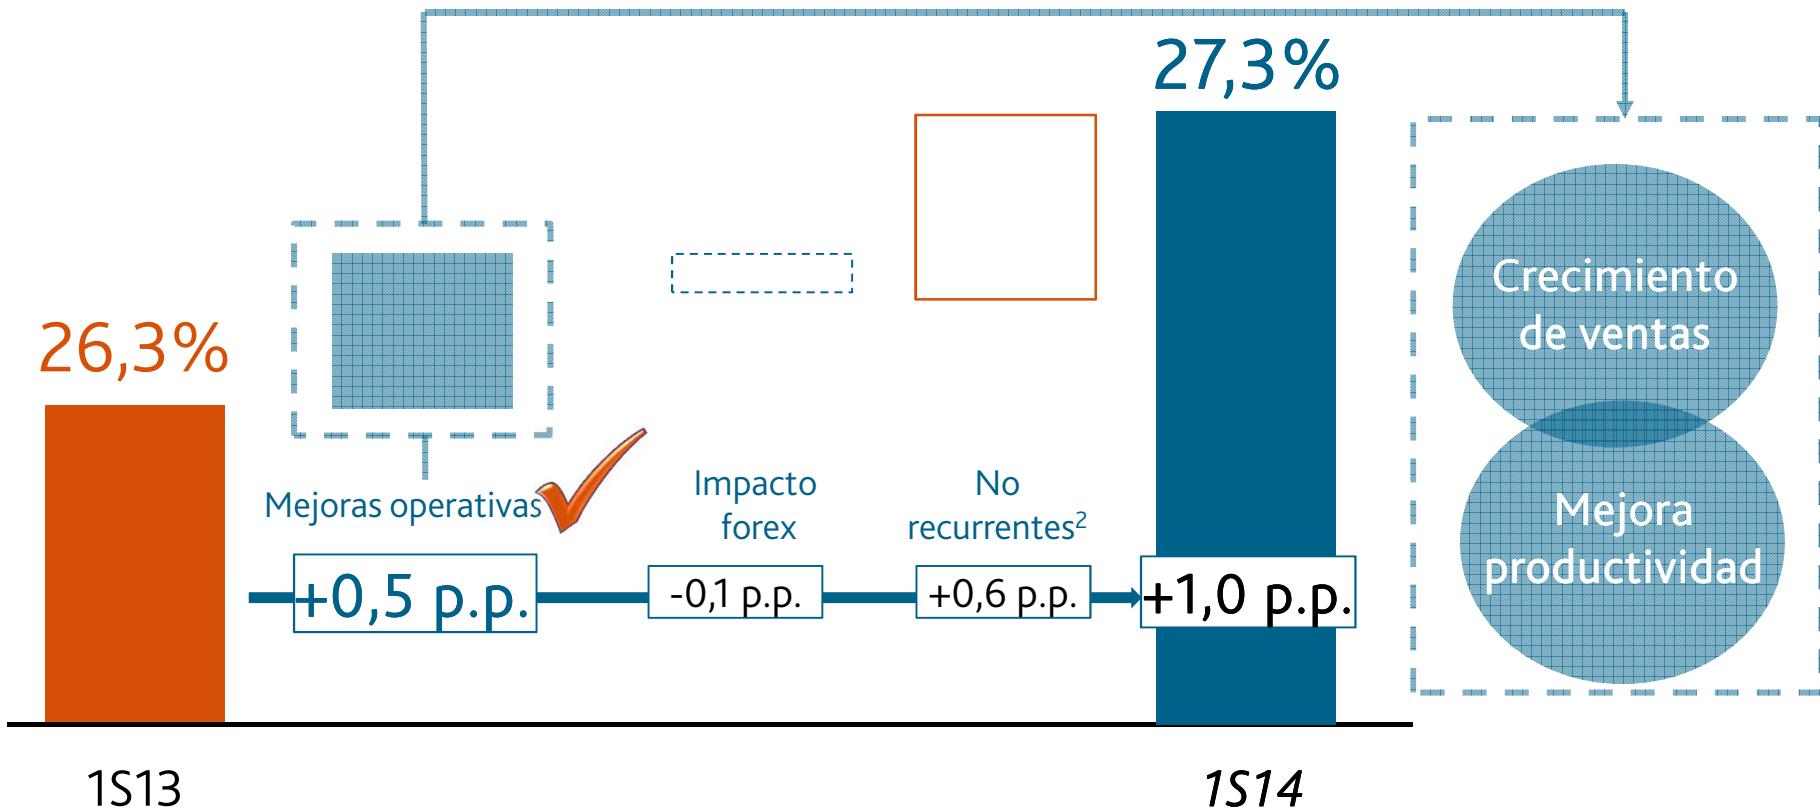 27,3%
26,3%
Crecimiento
de ventas
Mejoras operativas
Impacto
forex
No
recurrentes²
Mejora
productividad
+0,5 p.p.
-0,1 p.p.
+0,6 p.p.
+1,0 p.p.
1S13
1S14